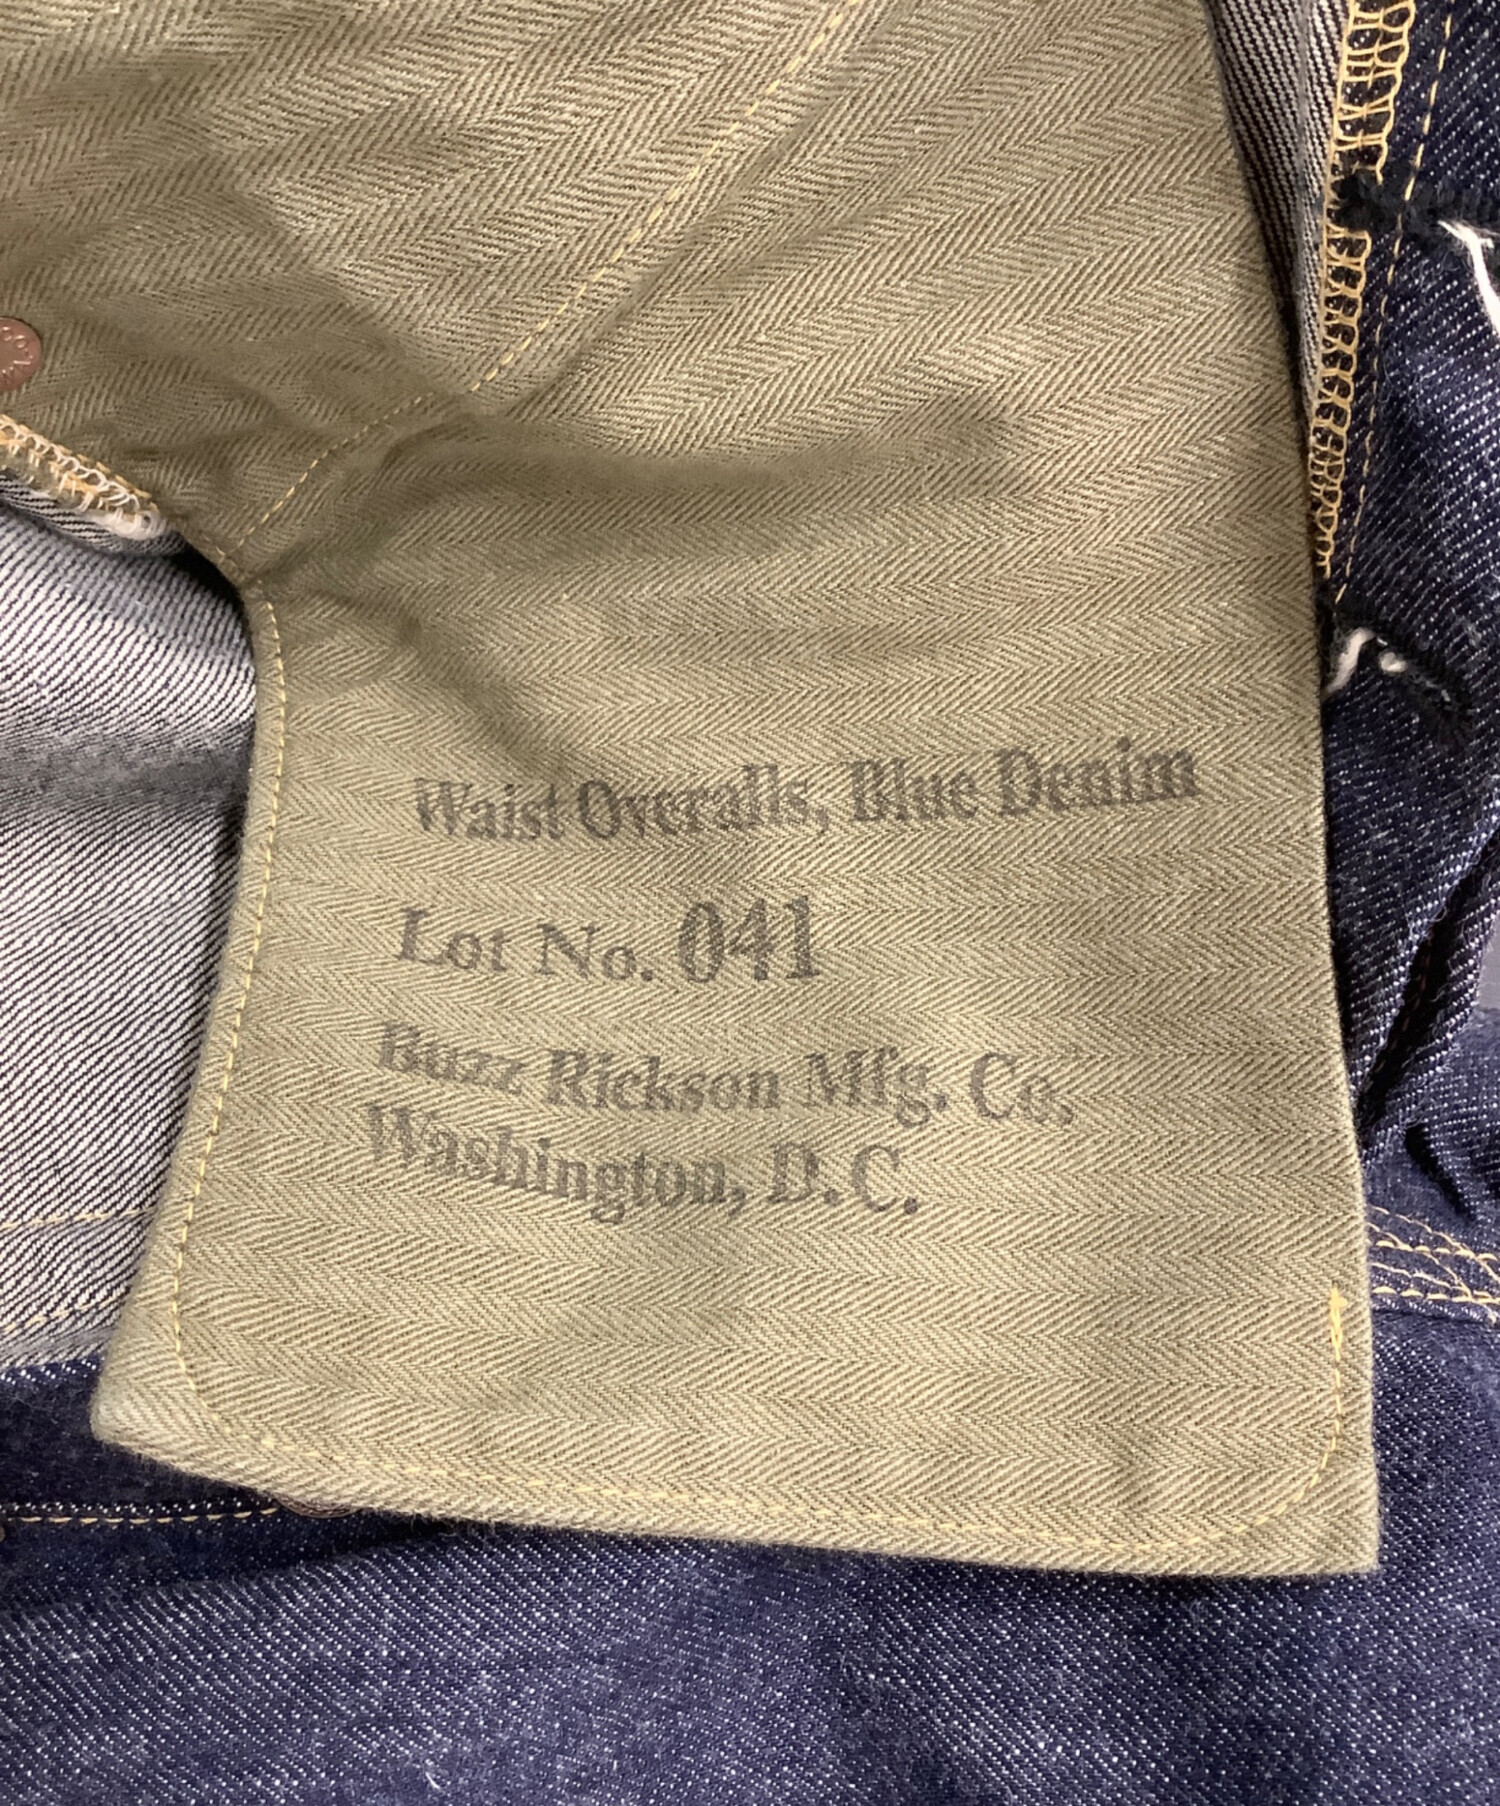 Waist Overalls, Blue Denim
Lot No. 041
Buzz Rickson Mfg. Co.
Washington, D.C.